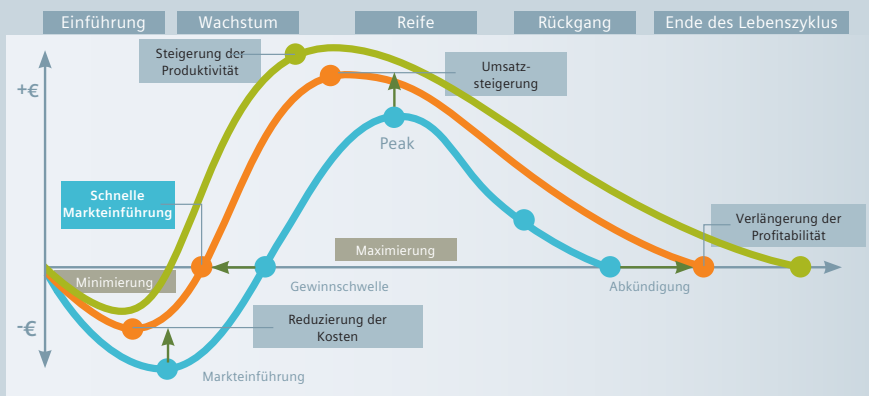 Einführung
Wachstum
Reife
Rückgang
Ende des Lebenszyklus
Steigerung der
Produktivität
Umsatz-
steigerung
+€
Peak
Schnelle
Markteinführung
Verlängerung der
Profitabilität
Maximierung
Minimierung
Gewinnschwelle
Abkündigung
Reduzierung der
Kosten
-€
Markteinführung